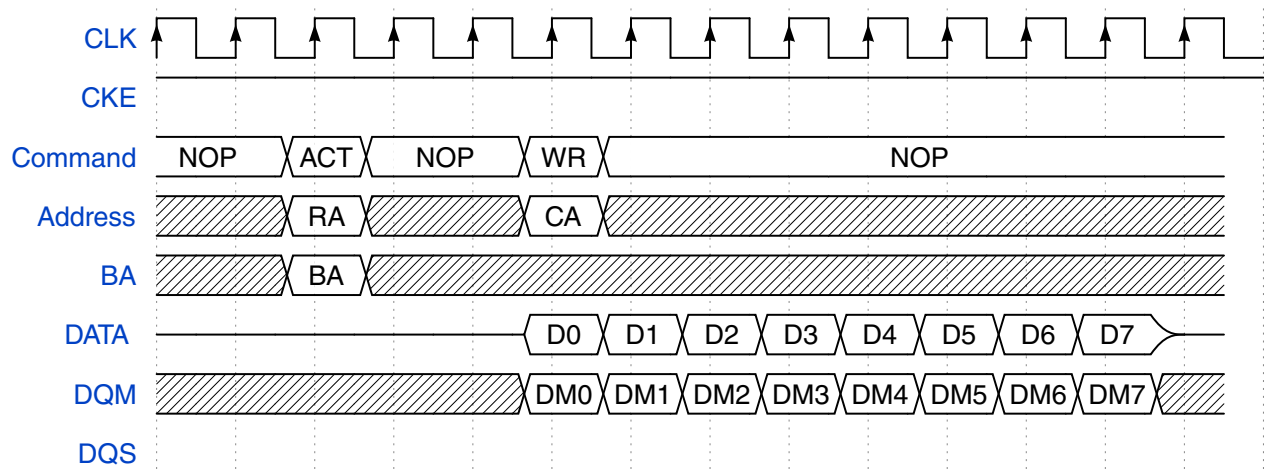 CLK
CKE
Command NOP ACT NOP WR NOP
Address RA CA
BA BA
DATA D0 D1 D2 D3 D4 D5 D6 D7
DQM DM0 DM1 DM2 DM3 DM4 DM5 DM6 DM7
DQS